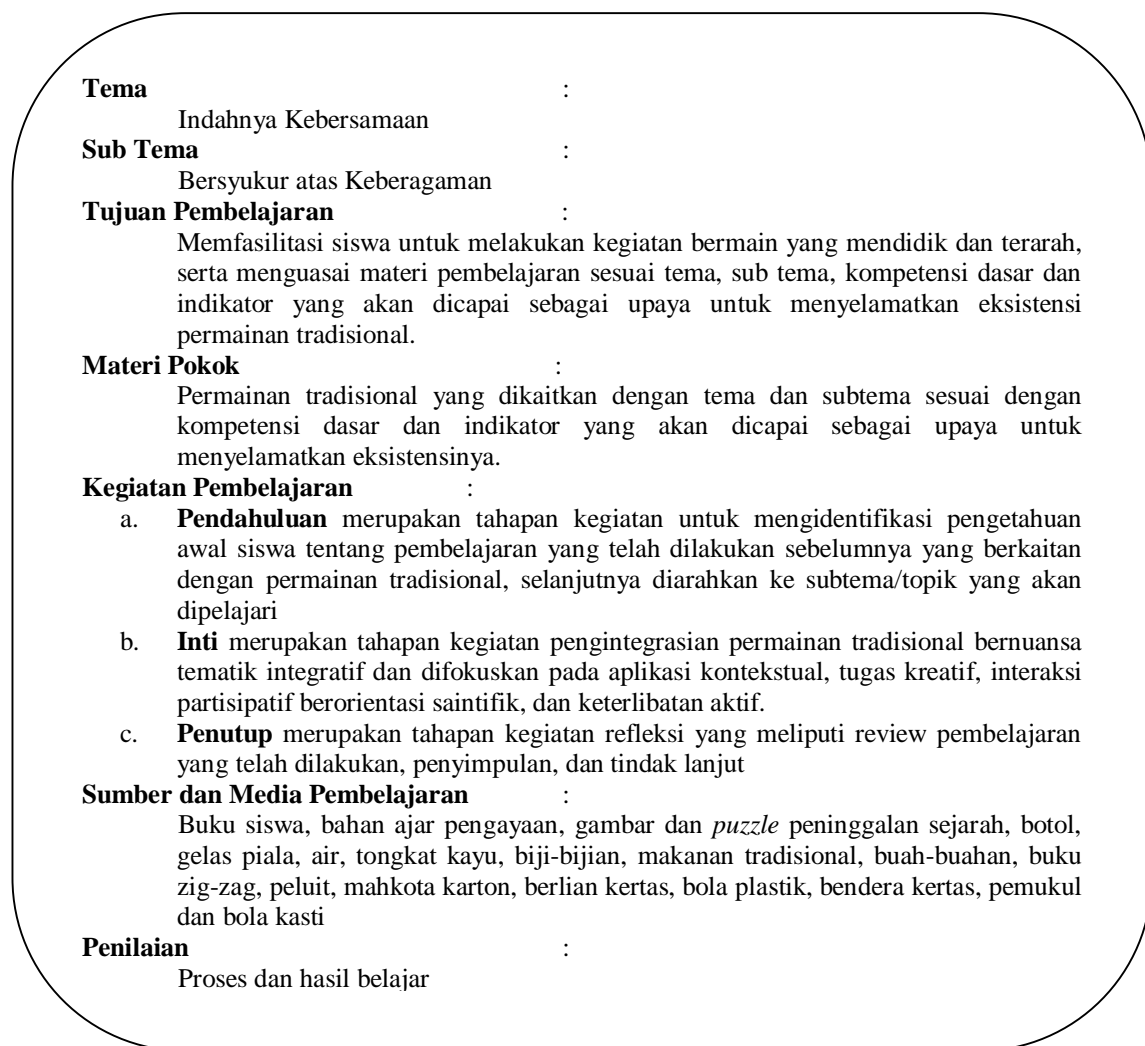 Tema :
Indahnya Kebersamaan
Sub Tema :
Bersyukur atas Keberagaman
Tujuan Pembelajaran :
Memfasilitasi siswa untuk melakukan kegiatan bermain yang mendidik dan terarah,
serta menguasai materi pembelajaran sesuai tema, sub tema, kompetensi dasar dan
indikator yang akan dicapai sebagai upaya untuk menyelamatkan eksistensi
permainan tradisional.
Materi Pokok :
Permainan tradisional yang dikaitkan dengan tema dan subtema sesuai dengan
kompetensi dasar dan indikator yang akan dicapai sebagai upaya untuk
menyelamatkan eksistensinya.
Kegiatan Pembelajaran :
a. Pendahuluan merupakan tahapan kegiatan untuk mengidentifikasi pengetahuan
awal siswa tentang pembelajaran yang telah dilakukan sebelumnya yang berkaitan
dengan permainan tradisional, selanjutnya diarahkan ke subtema/topik yang akan
dipelajari
b. Inti merupakan tahapan kegiatan pengintegrasian permainan tradisional bernuansa
tematik integratif dan difokuskan pada aplikasi kontekstual, tugas kreatif, interaksi
partisipatif berorientasi saintifik, dan keterlibatan aktif.
c. Penutup merupakan tahapan kegiatan refleksi yang meliputi review pembelajaran
yang telah dilakukan, penyimpulan, dan tindak lanjut
Sumber dan Media Pembelajaran :
Buku siswa, bahan ajar pengayaan, gambar dan puzzle peninggalan sejarah, botol,
gelas piala, air, tongkat kayu, biji-bijian, makanan tradisional, buah-buahan, buku
zig-zag, peluit, mahkota karton, berlian kertas, bola plastik, bendera kertas, pemukul
dan bola kasti
Penilaian :
Proses dan hasil belajar